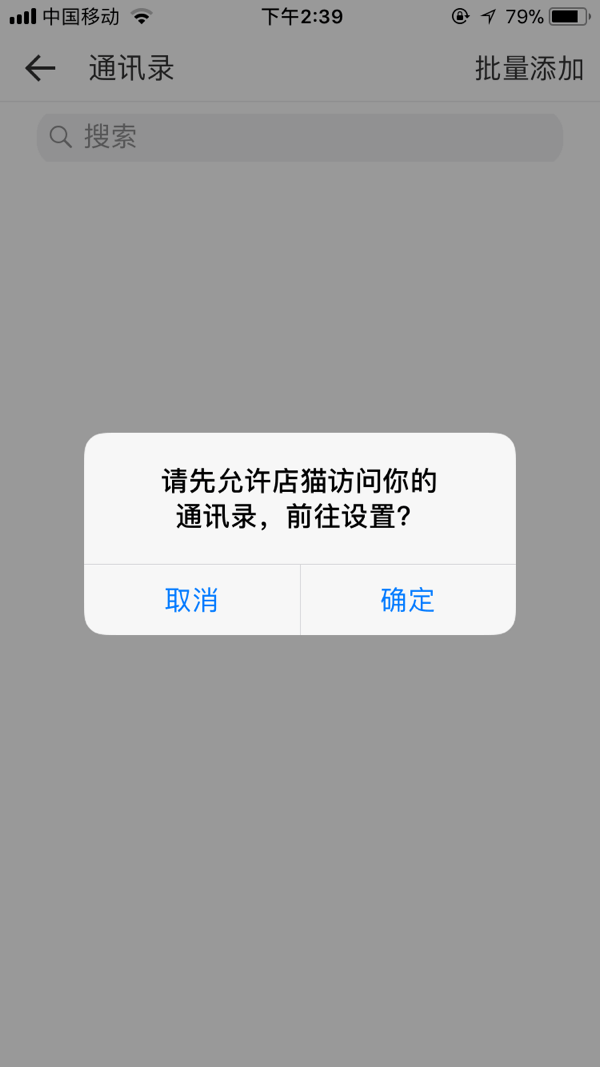 中国移动 下午2:39 79%
通讯录 批量添加
搜索
请先允许店猫访问你的
通讯录，前往设置？
取消 确定